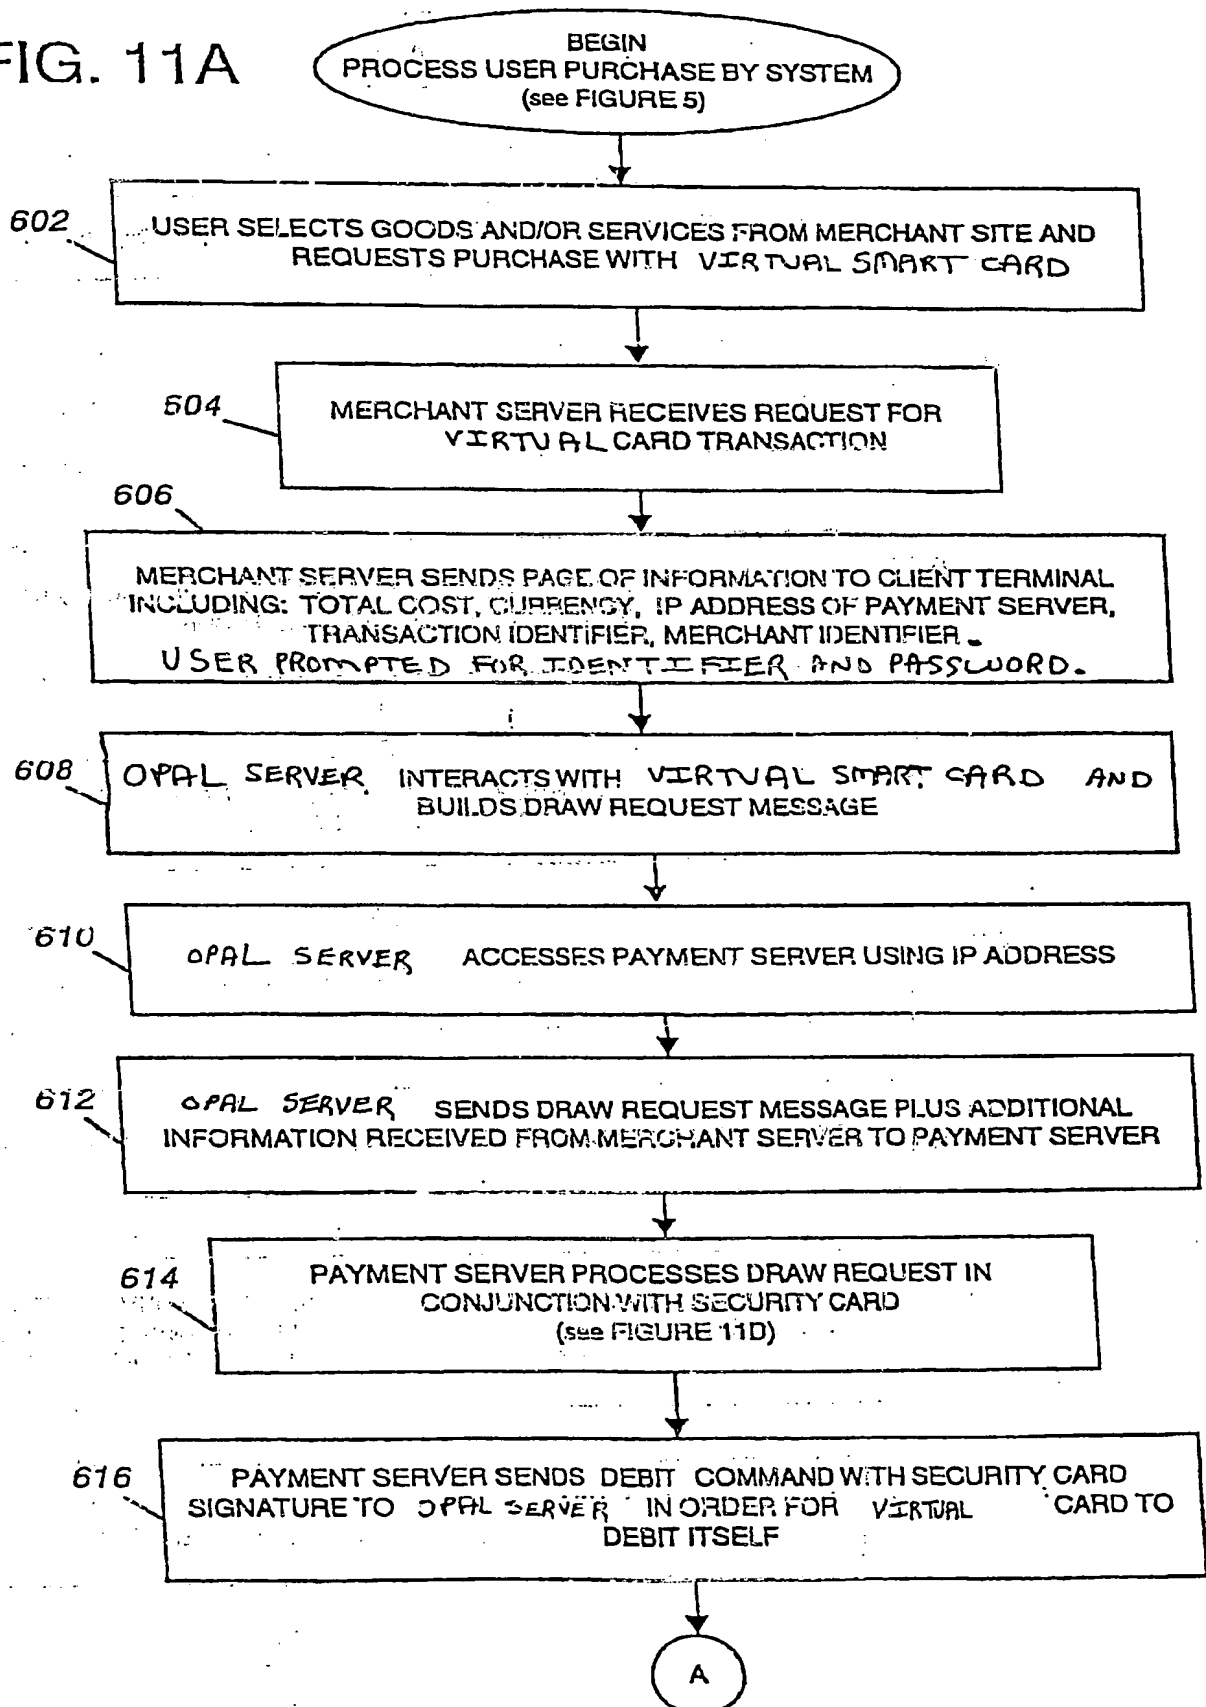 FIG. 11A
BEGIN
PROCESS USER PURCHASE BY SYSTEM
(see FIGURE 5)
602
USER SELECTS GOODS AND/OR SERVICES FROM MERCHANT SITE AND
REQUESTS PURCHASE WITH VIRTUAL SMART CARD
604
MERCHANT SERVER RECEIVES REQUEST FOR
VIRTUAL CARD TRANSACTION
606
MERCHANT SERVER SENDS PAGE OF INFORMATION TO CLIENT TERMINAL
INCLUDING: TOTAL COST, CURRENCY, IP ADDRESS OF PAYMENT SERVER,
TRANSACTION IDENTIFIER, MERCHANT IDENTIFIER.
USER PROMPTED FOR IDENTIFIER AND PASSWORD.
608
OPAL SERVER INTERACTS WITH VIRTUAL SMART CARD AND
BUILDS DRAW REQUEST MESSAGE
610
OPAL SERVER ACCESSES PAYMENT SERVER USING IP ADDRESS
612
OPAL SERVER SENDS DRAW REQUEST MESSAGE PLUS ADDITIONAL
INFORMATION RECEIVED FROM MERCHANT SERVER TO PAYMENT SERVER
614
PAYMENT SERVER PROCESSES DRAW REQUEST IN
CONJUNCTION WITH SECURITY CARD
(see FIGURE 11D)
616
PAYMENT SERVER SENDS DEBIT COMMAND WITH SECURITY CARD
SIGNATURE TO OPAL SERVER IN ORDER FOR VIRTUAL CARD TO
DEBIT ITSELF
A